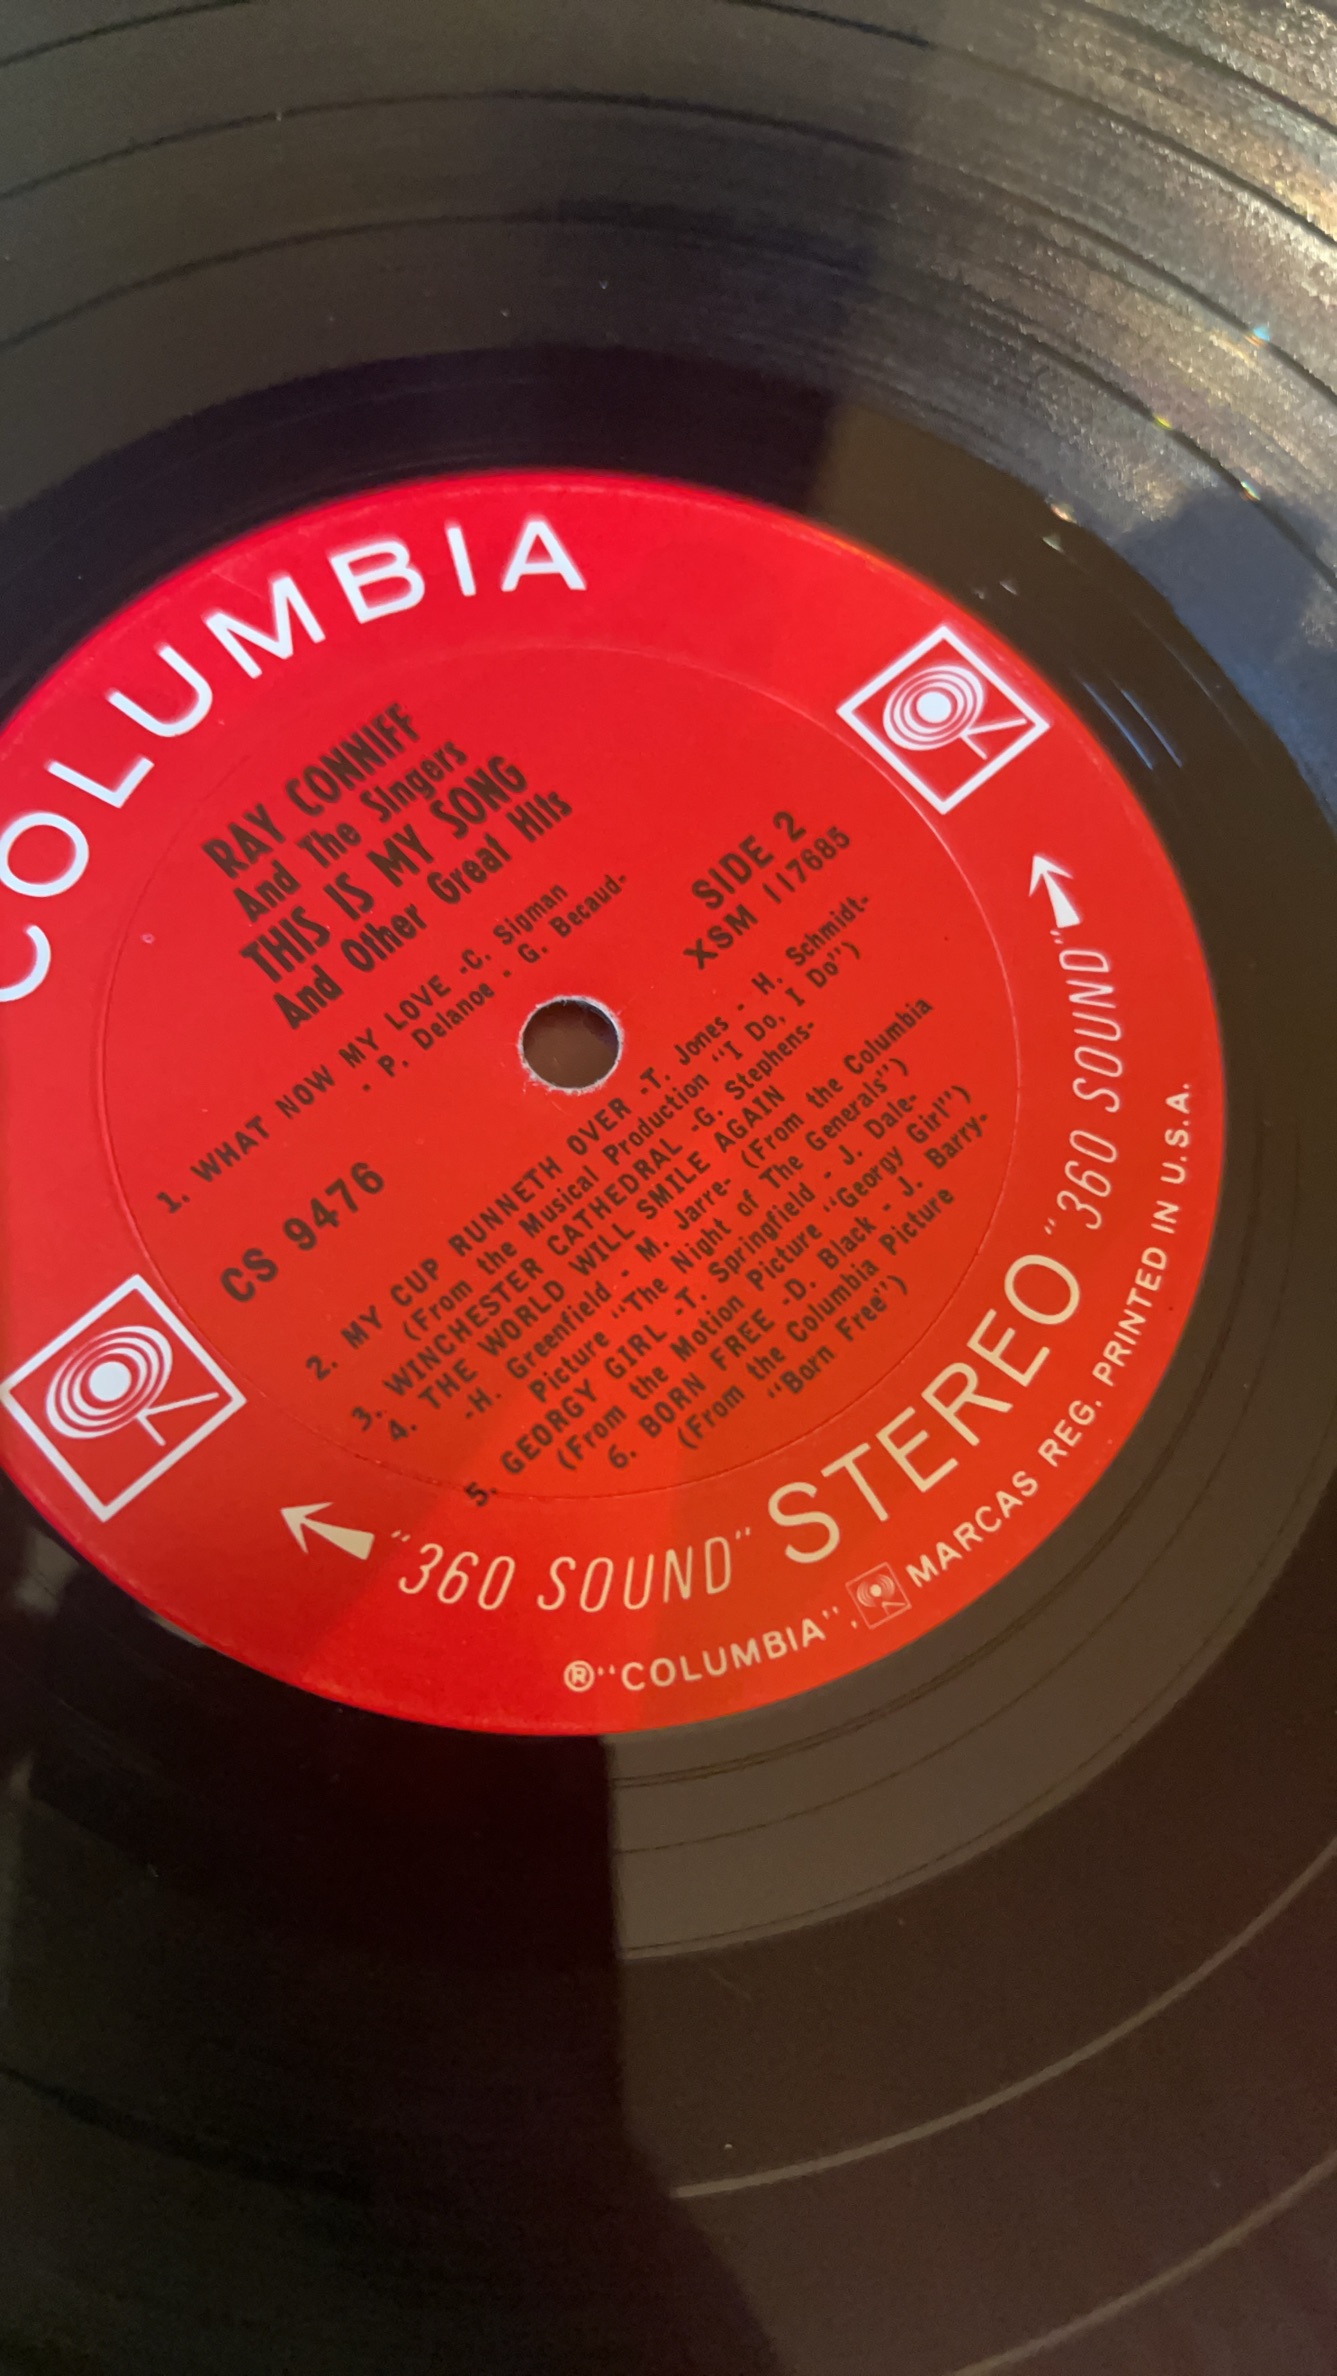 COLUMBIA
RAY CONNIFF
And The Singers
THIS IS MY SONG
And Other Great Hits
SIDE 2
XSM 117685
1. WHAT NOW MY LOVE -C. Sigman
- P. Delanoe - G. Becaud-
CS 9476
2. MY CUP RUNNETH OVER -T. Jones - H. Schmidt-
(From the Musical Production "I Do, I Do")
3. WINCHESTER CATHEDRAL -G. Stephens-
4. THE WORLD WILL SMILE AGAIN
-H. Greenfield - M. Jarre- (From the Columbia
Picture "The Night of The Generals")
5. GEORGY GIRL -T. Springfield - J. Dale-
(From the Motion Picture "Georgy Girl")
6. BORN FREE -D. Black - J. Barry-
(From the Columbia Picture
"Born Free")
"360 SOUND" STEREO "360 SOUND"
® "COLUMBIA", MARCAS REG. PRINTED IN U.S.A.